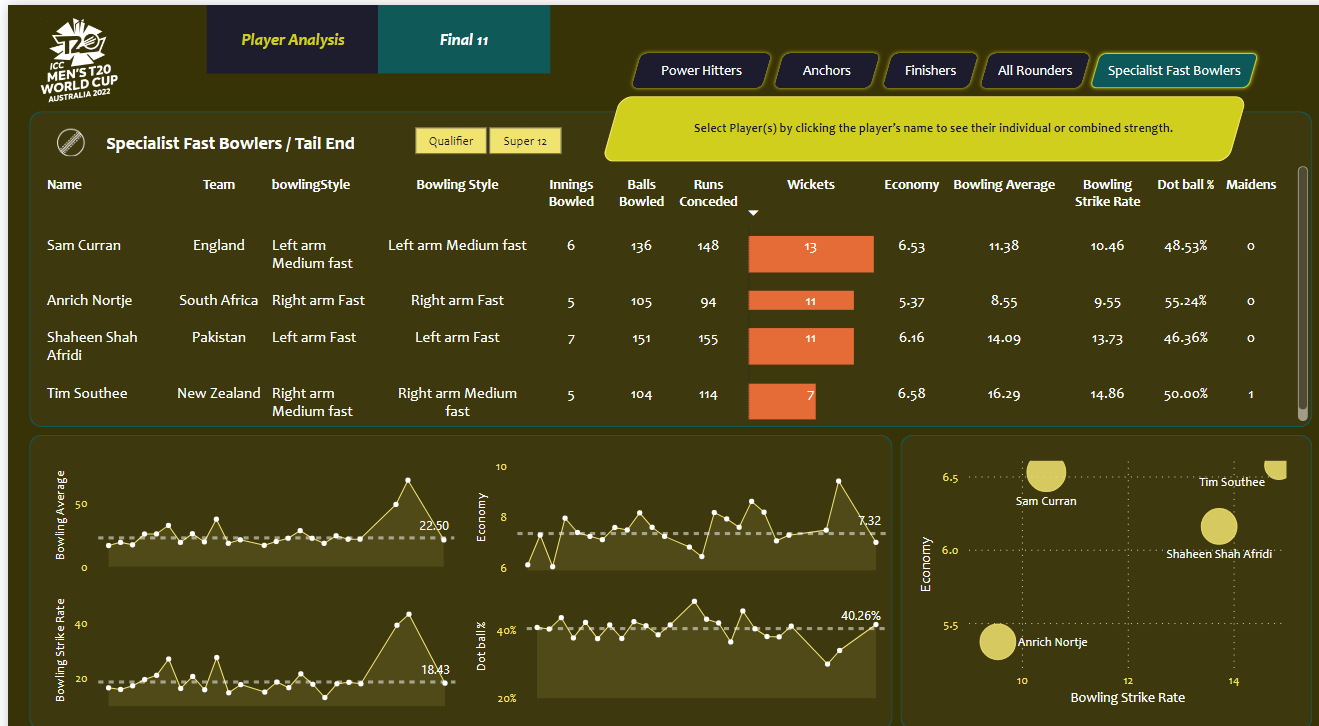 Player Analysis
Final 11
T20
ICC
MEN'S T20
WORLD CUP
AUSTRALIA 2022
Power Hitters
Anchors
Finishers
All Rounders
Specialist Fast Bowlers
Select Player(s) by clicking the player's name to see their individual or combined strength.
Specialist Fast Bowlers / Tail End
Qualifier
Super 12
Name Team bowlingStyle Bowling Style Innings Balls Runs Wickets Economy Bowling Average Bowling Dot ball % Maidens
Bowled Bowled Conceded Strike Rate
Sam Curran England Left arm Left arm Medium fast 6 136 148 13 6.53 11.38 10.46 48.53% 0
Medium fast
Anrich Nortje South Africa Right arm Fast Right arm Fast 5 105 94 11 5.37 8.55 9.55 55.24% 0
Shaheen Shah Pakistan Left arm Fast Left arm Fast 7 151 155 11 6.16 14.09 13.73 46.36% 0
Afridi
Tim Southee New Zealand Right arm Right arm Medium 5 104 114 7 6.58 16.29 14.86 50.00% 1
Medium fast fast
Bowling Average
50
0
22.50
Economy
10
8
6
7.32
Bowling Strike Rate
40
20
18.43
Dot ball %
40%
20%
40.26%
Economy
6.5
6.0
5.5
Sam Curran
Tim Southee
Shaheen Shah Afridi
Anrich Nortje
10 12 14
Bowling Strike Rate